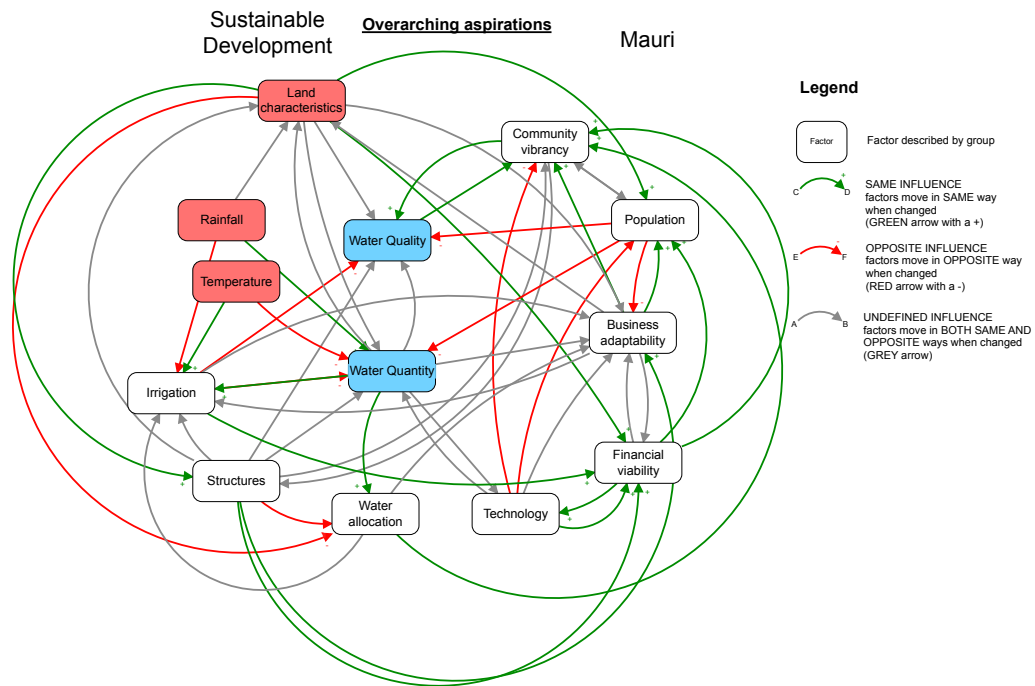 Sustainable
Development
Overarching aspirations
Mauri
Land
characteristics
Community
vibrancy
Rainfall
Population
Water Quality
Temperature
Business
adaptability
Water Quantity
Irrigation
Financial
viability
Structures
Water
allocation
Technology
Legend
Factor
Factor described by group
C
D
+
SAME INFLUENCE
factors move in SAME way
when changed
(GREEN arrow with a +)
E
F
-
OPPOSITE INFLUENCE
factors move in OPPOSITE way
when changed
(RED arrow with a -)
A
B
UNDEFINED INFLUENCE
factors move in BOTH SAME AND
OPPOSITE ways when changed
(GREY arrow)